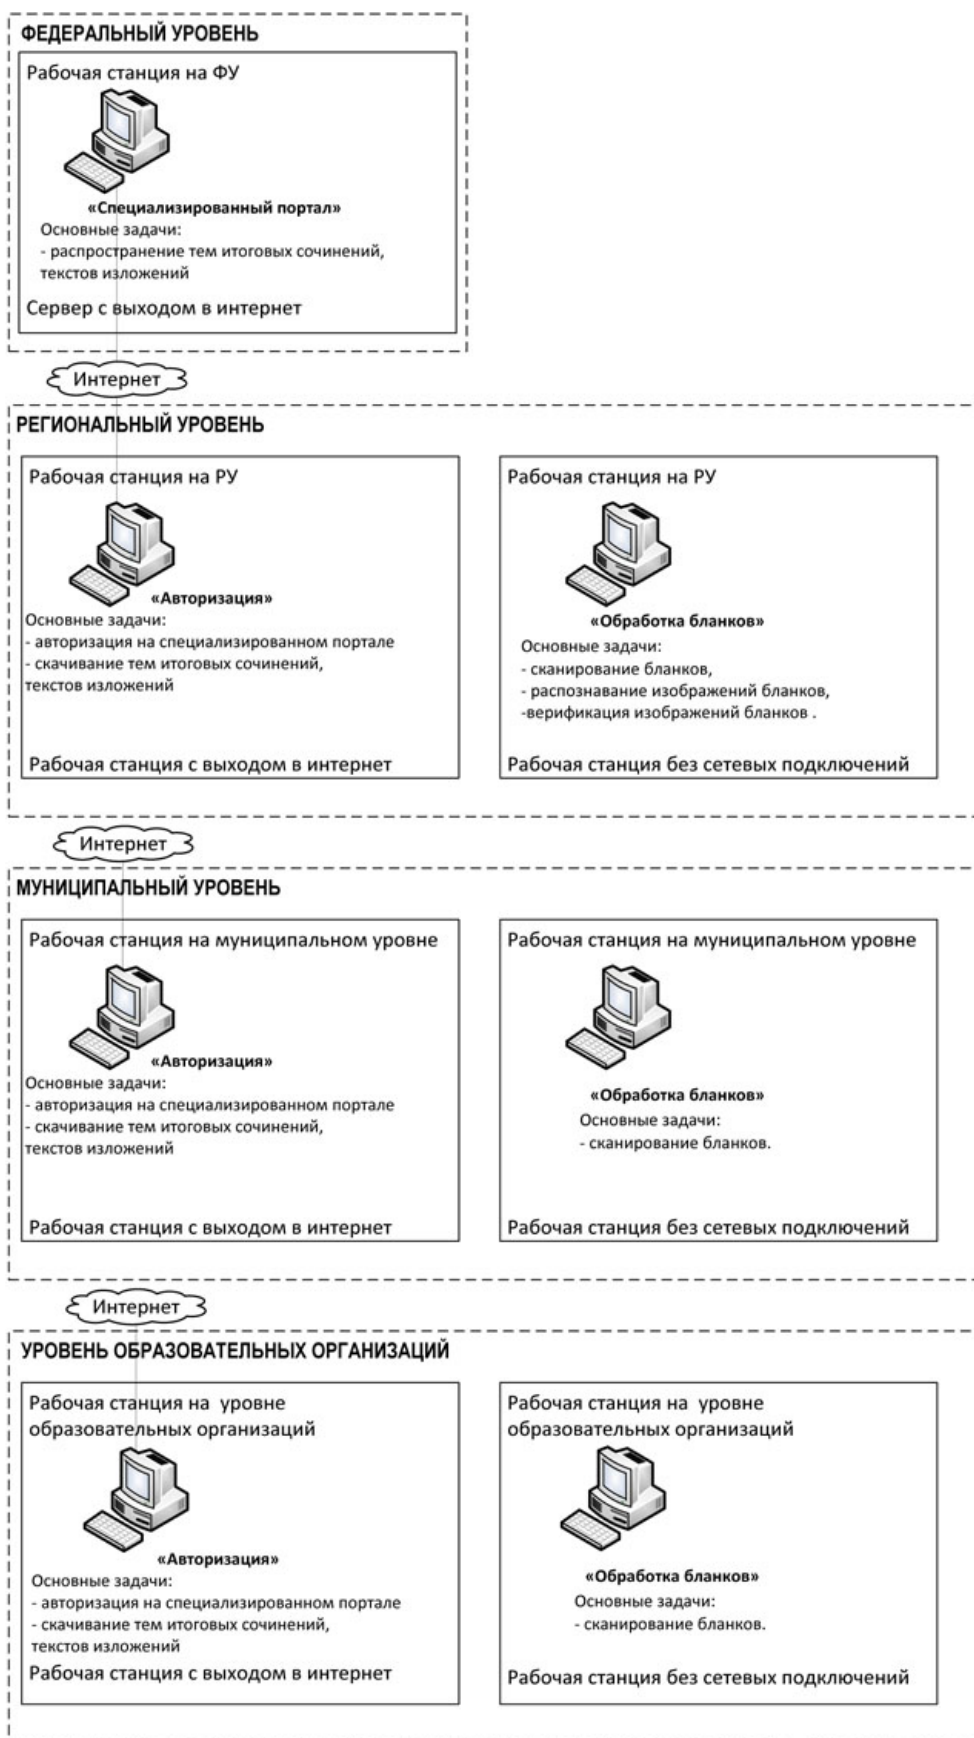 ФЕДЕРАЛЬНЫЙ УРОВЕНЬ
Рабочая станция на ФУ
«Специализированный портал»
Основные задачи:
- распространение тем итоговых сочинений,
текстов изложений
Сервер с выходом в интернет
Интернет
РЕГИОНАЛЬНЫЙ УРОВЕНЬ
Рабочая станция на РУ
«Авторизация»
Основные задачи:
- авторизация на специализированном портале
- скачивание тем итоговых сочинений,
текстов изложений
Рабочая станция с выходом в интернет
Рабочая станция на РУ
«Обработка бланков»
Основные задачи:
- сканирование бланков,
- распознавание изображений бланков,
-верификация изображений бланков .
Рабочая станция без сетевых подключений
Интернет
МУНИЦИПАЛЬНЫЙ УРОВЕНЬ
Рабочая станция на муниципальном уровне
«Авторизация»
Основные задачи:
- авторизация на специализированном портале
- скачивание тем итоговых сочинений,
текстов изложений
Рабочая станция с выходом в интернет
Рабочая станция на муниципальном уровне
«Обработка бланков»
Основные задачи:
- сканирование бланков.
Рабочая станция без сетевых подключений
Интернет
УРОВЕНЬ ОБРАЗОВАТЕЛЬНЫХ ОРГАНИЗАЦИЙ
Рабочая станция на уровне
образовательных организаций
«Авторизация»
Основные задачи:
- авторизация на специализированном портале
- скачивание тем итоговых сочинений,
текстов изложений
Рабочая станция с выходом в интернет
Рабочая станция на уровне
образовательных организаций
«Обработка бланков»
Основные задачи:
- сканирование бланков.
Рабочая станция без сетевых подключений